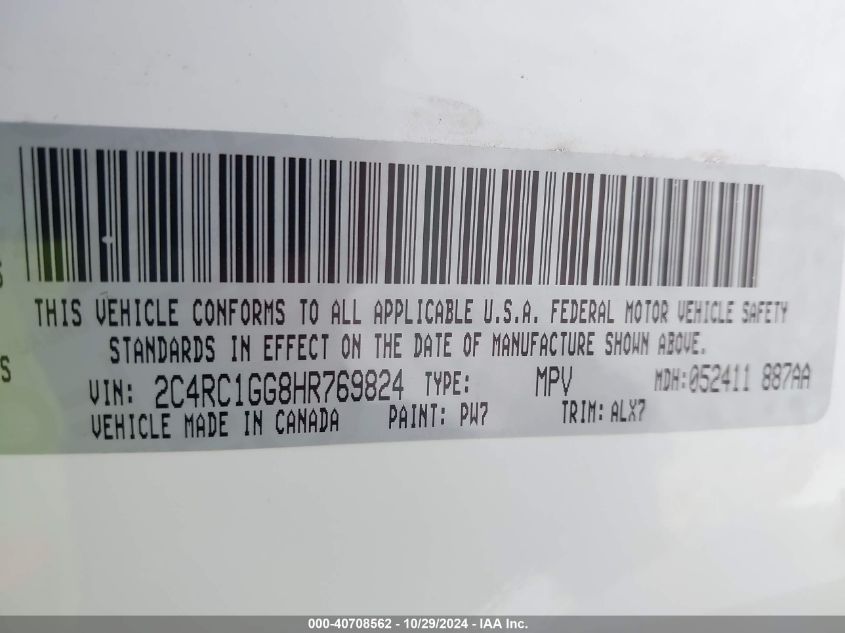 S
THIS VEHICLE CONFORMS TO ALL APPLICABLE U.S.A. FEDERAL MOTOR VEHICLE SAFETY
STANDARDS IN EFFECT ON THE DATE OF MANUFACTURE SHOWN ABOVE.
S
VIN: 2C4RC1GG8HR769824 TYPE: MPV MDH:052411 887AA
VEHICLE MADE IN CANADA PAINT: PW7 TRIM: ALX7
000-40708562 - 10/29/2024 - IAA Inc.